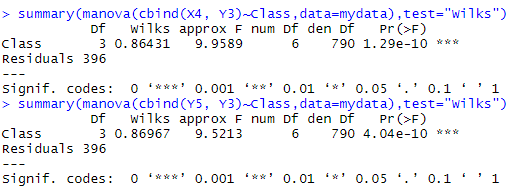 > summary(manova(cbind(X4, Y3)~Class,data=mydata),test="Wilks")
Df Wilks approx F num Df den Df Pr(>F)
Class 3 0.86431 9.9589 6 790 1.29e-10 ***
Residuals 396
---
Signif. codes: 0 ‘***’ 0.001 ‘**’ 0.01 ‘*’ 0.05 ‘.’ 0.1 ‘ ’ 1
> summary(manova(cbind(Y5, Y3)~Class,data=mydata),test="Wilks")
Df Wilks approx F num Df den Df Pr(>F)
Class 3 0.86967 9.5213 6 790 4.04e-10 ***
Residuals 396
---
Signif. codes: 0 ‘***’ 0.001 ‘**’ 0.01 ‘*’ 0.05 ‘.’ 0.1 ‘ ’ 1